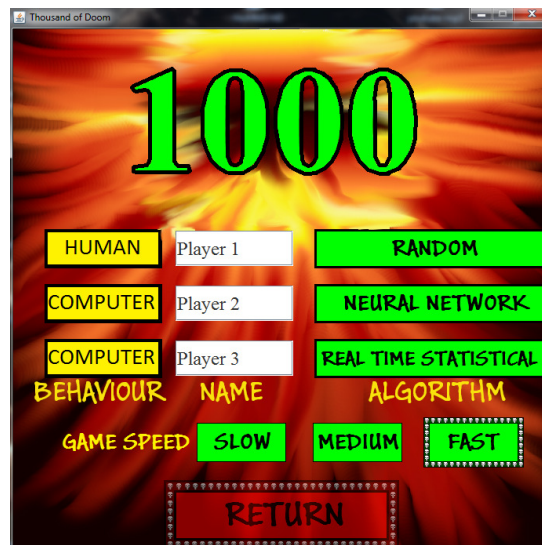 Thousand of Doom
1000
HUMAN Player 1 RANDOM
COMPUTER Player 2 NEURAL NETWORK
COMPUTER Player 3 REAL TIME STATISTICAL
BEHAVIOUR NAME ALGORITHM
GAME SPEED SLOW MEDIUM FAST
RETURN